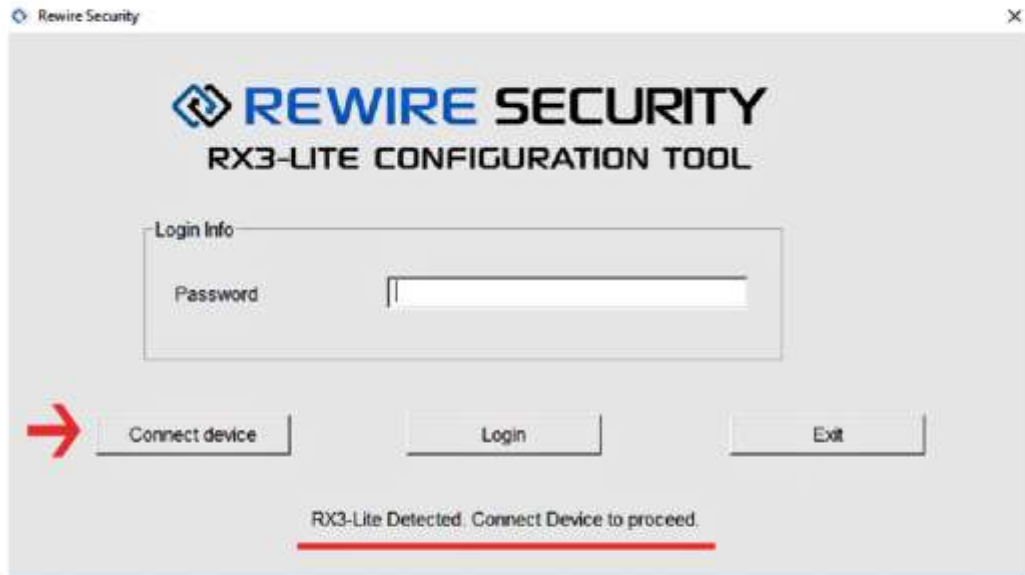 Rewire Security
REWIRE SECURITY
RX3-LITE CONFIGURATION TOOL
Login Info
Password
Connect device
Login
Exit
RX3-Lite Detected. Connect Device to proceed.